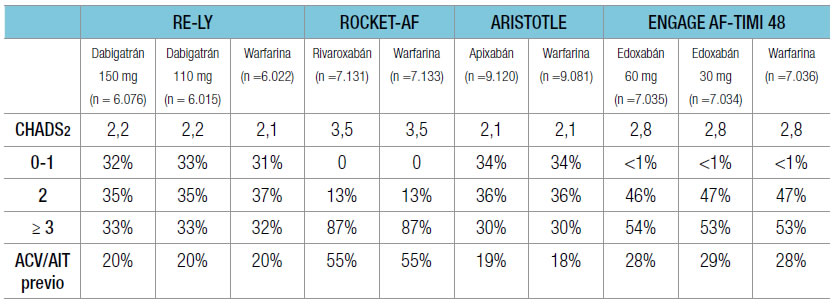 RE-LY ROCKET-AF ARISTOTLE ENGAGE AF-TIMI 48
Dabigatrán Dabigatrán Warfarina Rivaroxabán Warfarina Apixabán Warfarina Edoxabán Edoxabán Warfarina
150 mg 110 mg (n =6.022) (n =7.131) (n =7.133) (n =9.120) (n =9.081) 60 mg 30 mg (n =7.036)
(n = 6.076) (n = 6.015) (n =7.035) (n =7.034)
CHADS2 2,2 2,2 2,1 3,5 3,5 2,1 2,1 2,8 2,8 2,8
0-1 32% 33% 31% 0 0 34% 34% <1% <1% <1%
2 35% 35% 37% 13% 13% 36% 36% 46% 47% 47%
≥ 3 33% 33% 32% 87% 87% 30% 30% 54% 53% 53%
ACV/AIT 20% 20% 20% 55% 55% 19% 18% 28% 29% 28%
previo